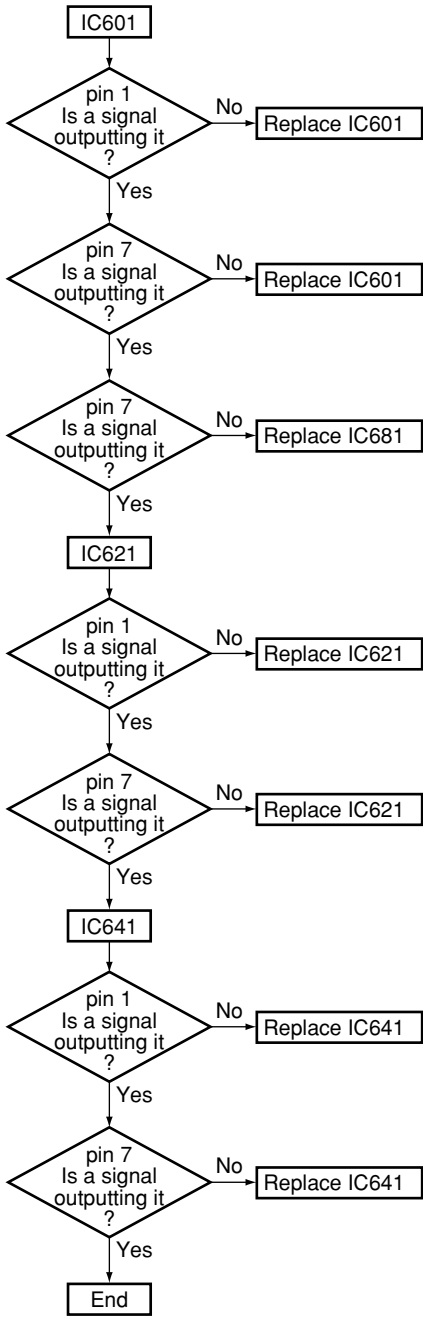 IC601
pin 1
Is a signal
outputting it
?
No
Replace IC601
Yes
pin 7
Is a signal
outputting it
?
No
Replace IC601
Yes
pin 7
Is a signal
outputting it
?
No
Replace IC681
Yes
IC621
pin 1
Is a signal
outputting it
?
No
Replace IC621
Yes
pin 7
Is a signal
outputting it
?
No
Replace IC621
Yes
IC641
pin 1
Is a signal
outputting it
?
No
Replace IC641
Yes
pin 7
Is a signal
outputting it
?
No
Replace IC641
Yes
End